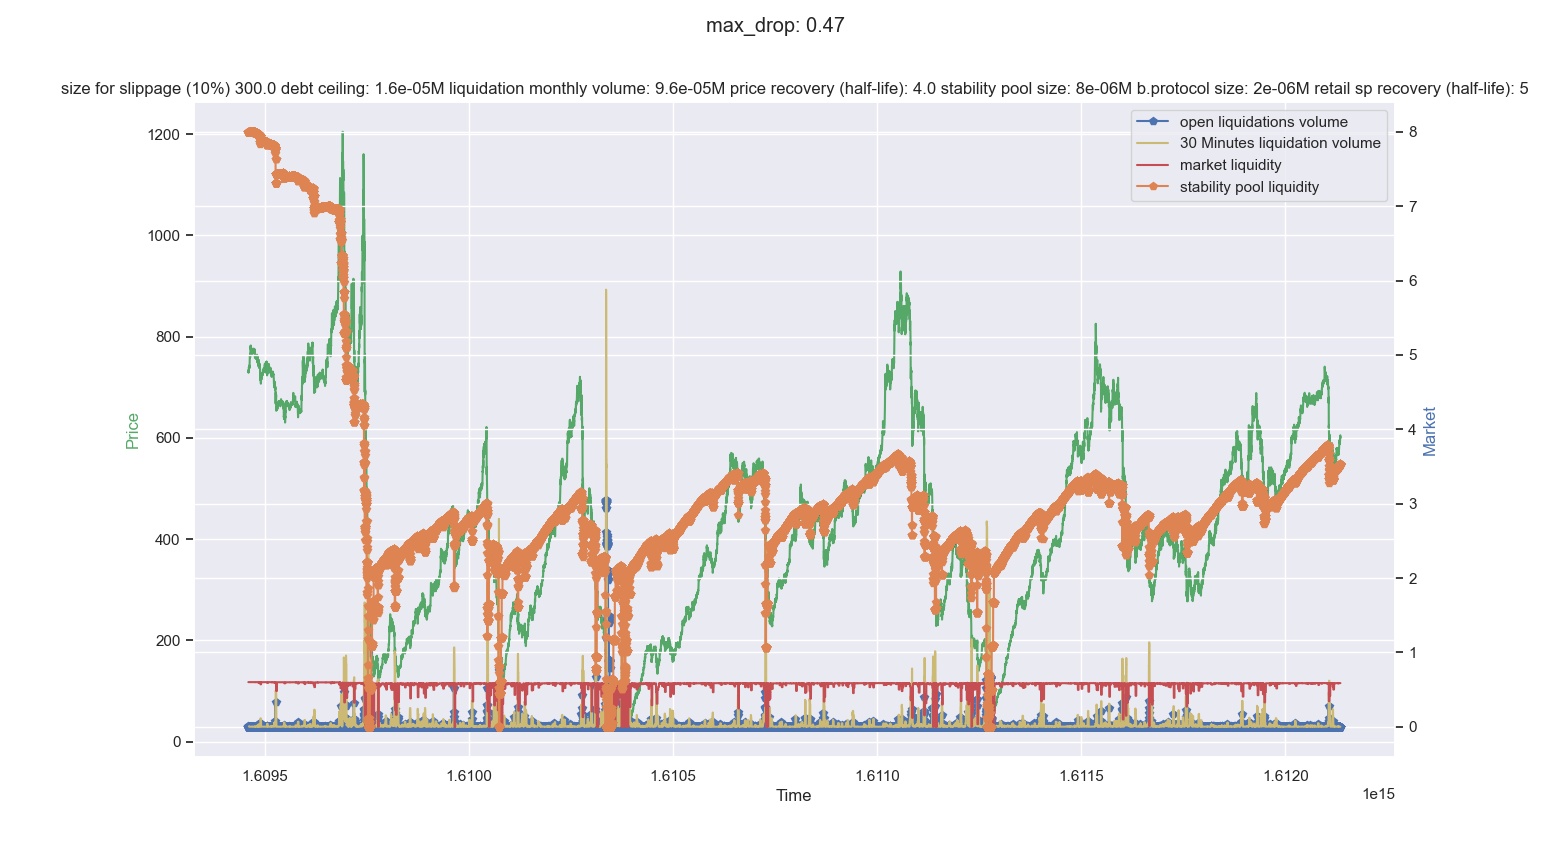 max_drop: 0.47
size for slippage (10%) 300.0 debt ceiling: 1.6e-05M liquidation monthly volume: 9.6e-05M price recovery (half-life): 4.0 stability pool size: 8e-06M b.protocol size: 2e-06M retail sp recovery (half-life): 5
open liquidations volume
30 Minutes liquidation volume
market liquidity
stability pool liquidity
1200
1000
800
600
400
200
0
Price
8
7
6
5
4
3
2
1
0
Market
1.6095 1.6100 1.6105 1.6110 1.6115 1.6120
Time
1e15